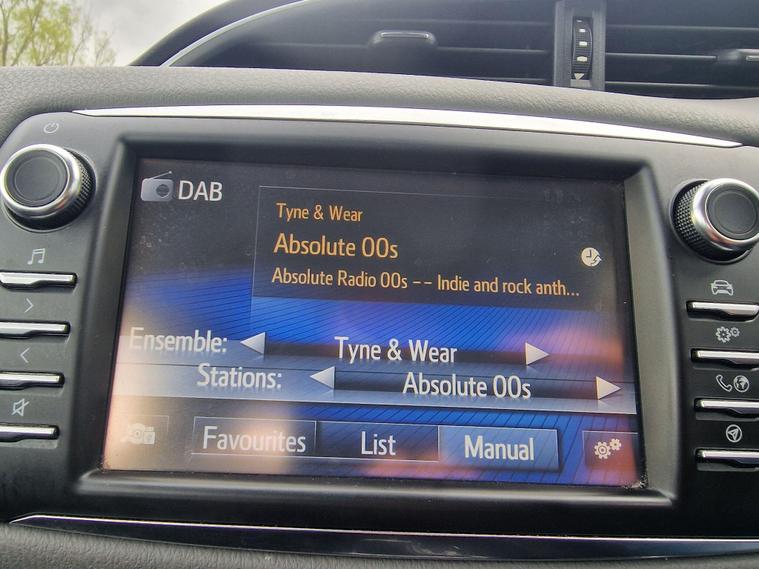 DAB
Tyne & Wear
Absolute 00s
Absolute Radio 00s -- Indie and rock anth...
Ensemble: Tyne & Wear
Stations: Absolute 00s
Favourites List Manual